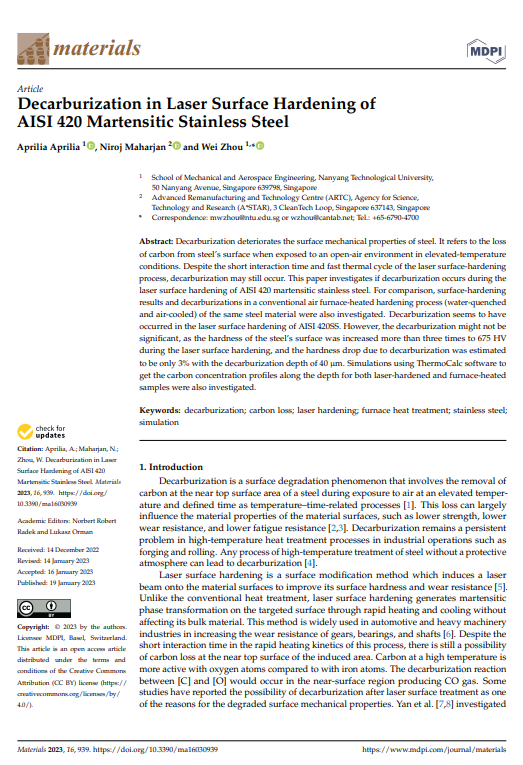 materials
MDPI
Article
Decarburization in Laser Surface Hardening of
AISI 420 Martensitic Stainless Steel
Aprilia Aprilia 1, Niroj Maharjan 2 and Wei Zhou 1,*
1 School of Mechanical and Aerospace Engineering, Nanyang Technological University,
50 Nanyang Avenue, Singapore 639798, Singapore
2 Advanced Remanufacturing and Technology Centre (ARTC), Agency for Science,
Technology and Research (A*STAR), 3 CleanTech Loop, Singapore 637143, Singapore
* Correspondence: mwzhou@ntu.edu.sg or wzhou@cantab.net; Tel.: +65-6790-4700
Abstract: Decarburization deteriorates the surface mechanical properties of steel. It refers to the loss
of carbon from steel's surface when exposed to an open-air environment in elevated-temperature
conditions. Despite the short interaction time and fast thermal cycle of the laser surface-hardening
process, decarburization may still occur. This paper investigates if decarburization occurs during the
laser surface hardening of AISI 420 martensitic stainless steel. For comparison, surface-hardening
results and decarburizations in a conventional air furnace-heated hardening process (water-quenched
and air-cooled) of the same steel material were also investigated. Decarburization seems to have
occurred in the laser surface hardening of AISI 420SS. However, the decarburization might not be
significant, as the hardness of the steel's surface was increased more than three times to 675 HV
during the laser surface hardening, and the hardness drop due to decarburization was estimated
to be only 3% with the decarburization depth of 40 μm. Simulations using ThermoCalc software to
get the carbon concentration profiles along the depth for both laser-hardened and furnace-heated
samples were also investigated.
Keywords: decarburization; carbon loss; laser hardening; furnace heat treatment; stainless steel;
simulation
check for
updates
Citation: Aprilia, A.; Maharjan, N.;
Zhou, W. Decarburization in Laser
Surface Hardening of AISI 420
Martensitic Stainless Steel. Materials
2023, 16, 939. https://doi.org/
10.3390/ma16030939
Academic Editors: Norbert Robert
Radek and Lukasz Orman
Received: 14 December 2022
Revised: 14 January 2023
Accepted: 16 January 2023
Published: 19 January 2023
CC BY
Copyright: © 2023 by the authors.
Licensee MDPI, Basel, Switzerland.
This article is an open access article
distributed under the terms and
conditions of the Creative Commons
Attribution (CC BY) license (https://
creativecommons.org/licenses/by/
4.0/).
1. Introduction
Decarburization is a surface degradation phenomenon that involves the removal of
carbon at the near top surface area of a steel during exposure to air at an elevated temper-
ature and defined time as temperature–time-related processes [1]. This loss can largely
influence the material properties of the material surfaces, such as lower strength, lower
wear resistance, and lower fatigue resistance [2,3]. Decarburization remains a persistent
problem in high-temperature heat treatment processes in industrial operations such as
forging and rolling. Any process of high-temperature treatment of steel without a protective
atmosphere can lead to decarburization [4].
Laser surface hardening is a surface modification method which induces a laser
beam onto the material surfaces to improve its surface hardness and wear resistance [5].
Unlike the conventional heat treatment, laser surface hardening generates martensitic
phase transformation on the targeted surface through rapid heating and cooling without
affecting its bulk material. This method is widely used in automotive and heavy machinery
industries in increasing the wear resistance of gears, bearings, and shafts [6]. Despite the
short interaction time in the rapid heating kinetics of this process, there is still a possibility
of carbon loss at the near top surface of the induced area. Carbon at a high temperature is
more active with oxygen atoms compared to with iron atoms. The decarburization reaction
between [C] and [O] would occur in the near-surface region producing CO gas. Some
studies have reported the possibility of decarburization after laser surface treatment as one
of the reasons for the degraded surface mechanical properties. Yan et al. [7,8] investigated
Materials 2023, 16, 939. https://doi.org/10.3390/ma16030939
https://www.mdpi.com/journal/materials